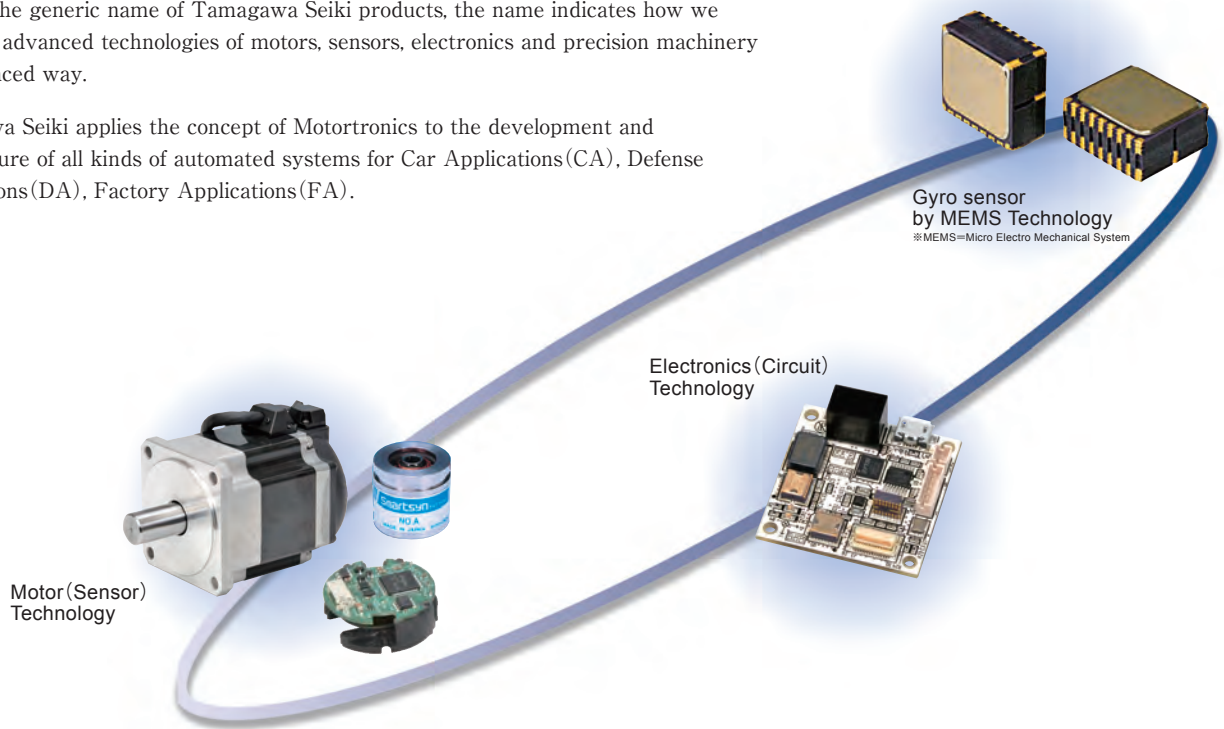 he generic name of Tamagawa Seiki products, the name indicates how we
advanced technologies of motors, sensors, electronics and precision machinery
nced way.
va Seiki applies the concept of Motortronics to the development and
ure of all kinds of automated systems for Car Applications(CA), Defense
ons(DA), Factory Applications(FA).
Gyro sensor
by MEMS Technology
※MEMS=Micro Electro Mechanical System
Electronics(Circuit)
Technology
Smartsyn
NO.A
MADE IN JAPAN
Motor(Sensor)
Technology